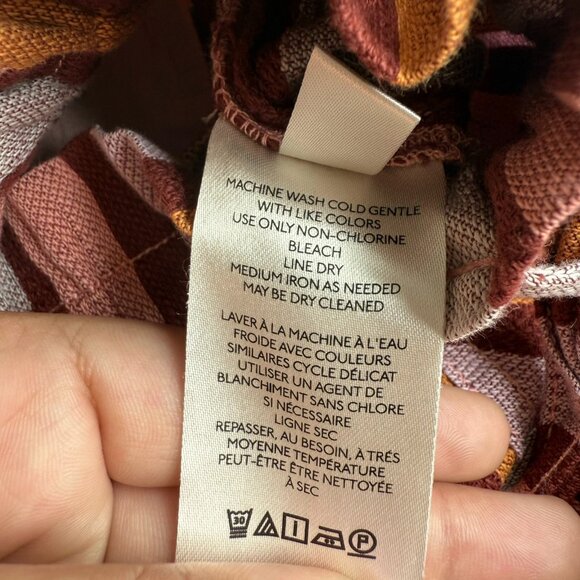 MACHINE WASH COLD GENTLE
WITH LIKE COLORS
USE ONLY NON-CHLORINE
BLEACH
LINE DRY
MEDIUM IRON AS NEEDED
MAY BE DRY CLEANED
LAVER À LA MACHINE À L'EAU
FROIDE AVEC COULEURS
SIMILAIRES CYCLE DÉLICAT
UTILISER UN AGENT DE
BLANCHIMENT SANS CHLORE
SI NÉCESSAIRE
LIGNE SEC
REPASSER, AU BESOIN, À TRÉS
MOYENNE TEMPÉRATURE
PEUT-ÊTRE ÊTRE NETTOYÉE
À SEC
30 P